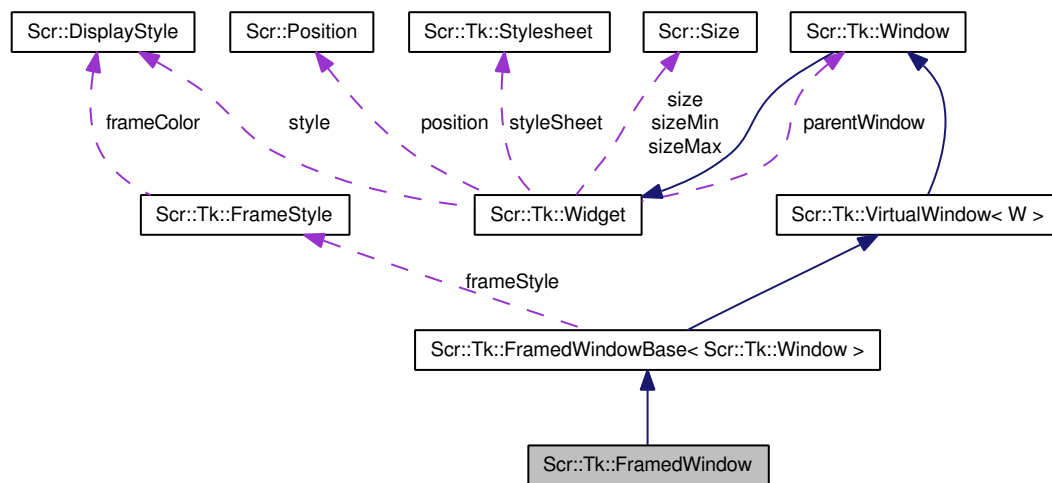 Scr::DisplayStyle
Scr::Position
Scr::Tk::Stylesheet
Scr::Size
Scr::Tk::Window
frameColor
style
position
styleSheet
size
sizeMin
sizeMax
parentWindow
Scr::Tk::FrameStyle
Scr::Tk::Widget
Scr::Tk::VirtualWindow< W >
frameStyle
Scr::Tk::FramedWindowBase< Scr::Tk::Window >
Scr::Tk::FramedWindow